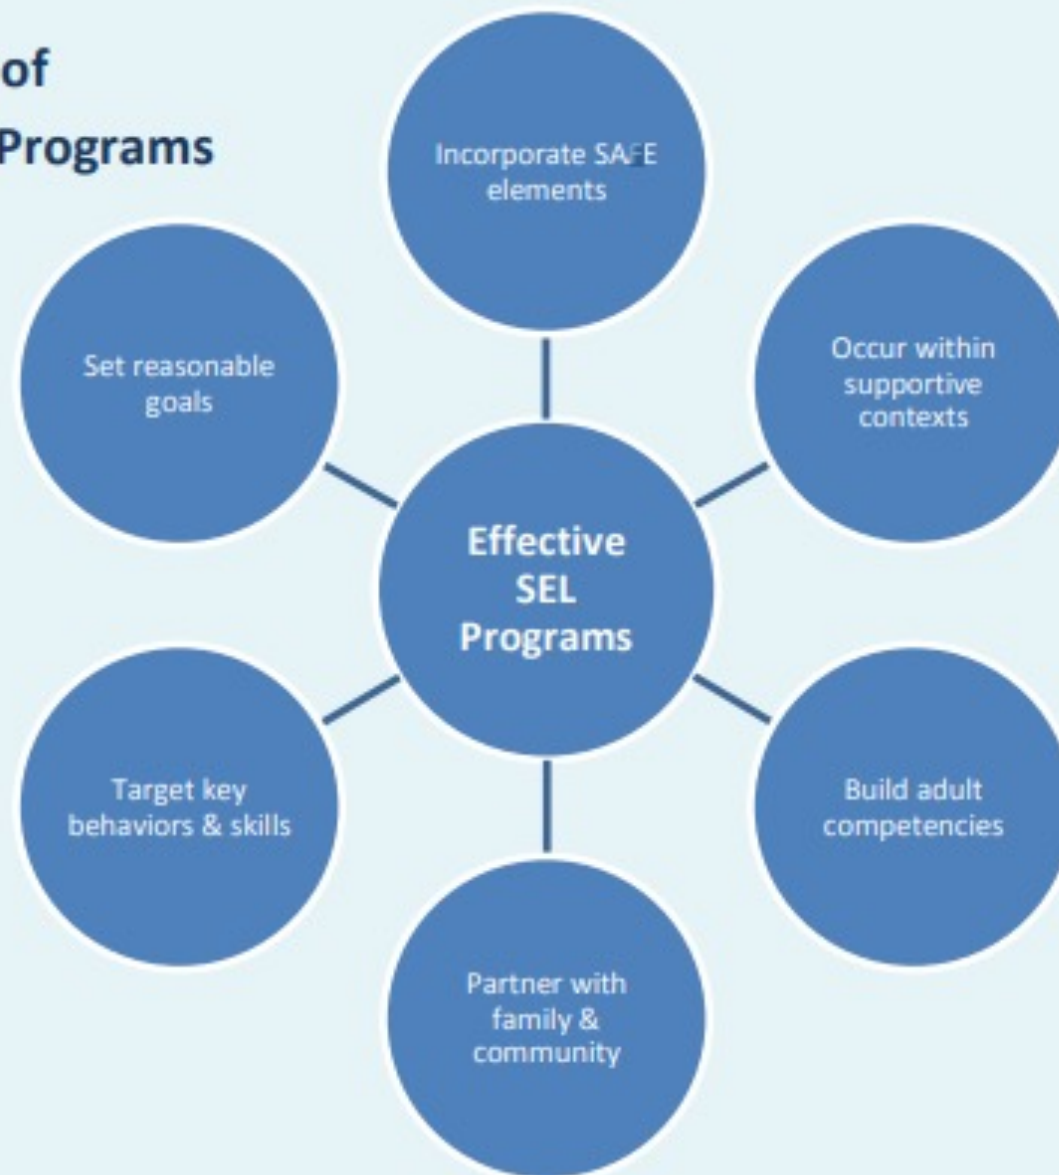 of
Programs
Incorporate SAFE
elements
Occur within
supportive
contexts
Build adult
competencies
Partner with
family &
community
Target key
behaviors & skills
Set reasonable
goals
Effective
SEL
Programs